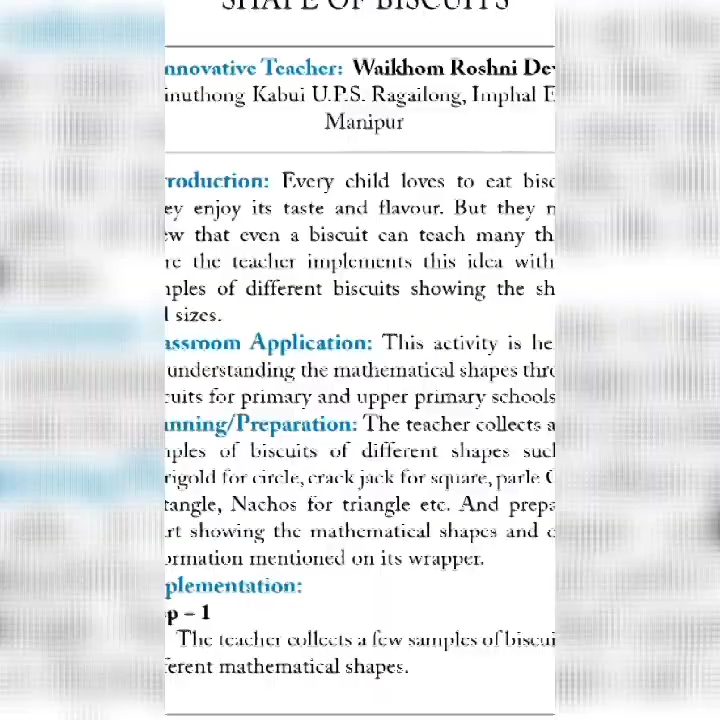 SHAPE OF BISCUITS
nnovative Teacher: Waikhom Roshni Dev
inuthong Kabui U.P.S. Ragailong, Imphal E
Manipur
roduction: Every child loves to eat bisc
ey enjoy its taste and flavour. But they n
ew that even a biscuit can teach many th
re the teacher implements this idea with
nples of different biscuits showing the sh
l sizes.
assroom Application: This activity is he
understanding the mathematical shapes thro
cuits for primary and upper primary schools
anning/Preparation: The teacher collects a
nples of biscuits of different shapes such
rigold for circle, crack jack for square, parle G
tangle, Nachos for triangle etc. And prepa
rt showing the mathematical shapes and o
ormation mentioned on its wrapper.
plementation:
p – 1
The teacher collects a few samples of biscui
ferent mathematical shapes.